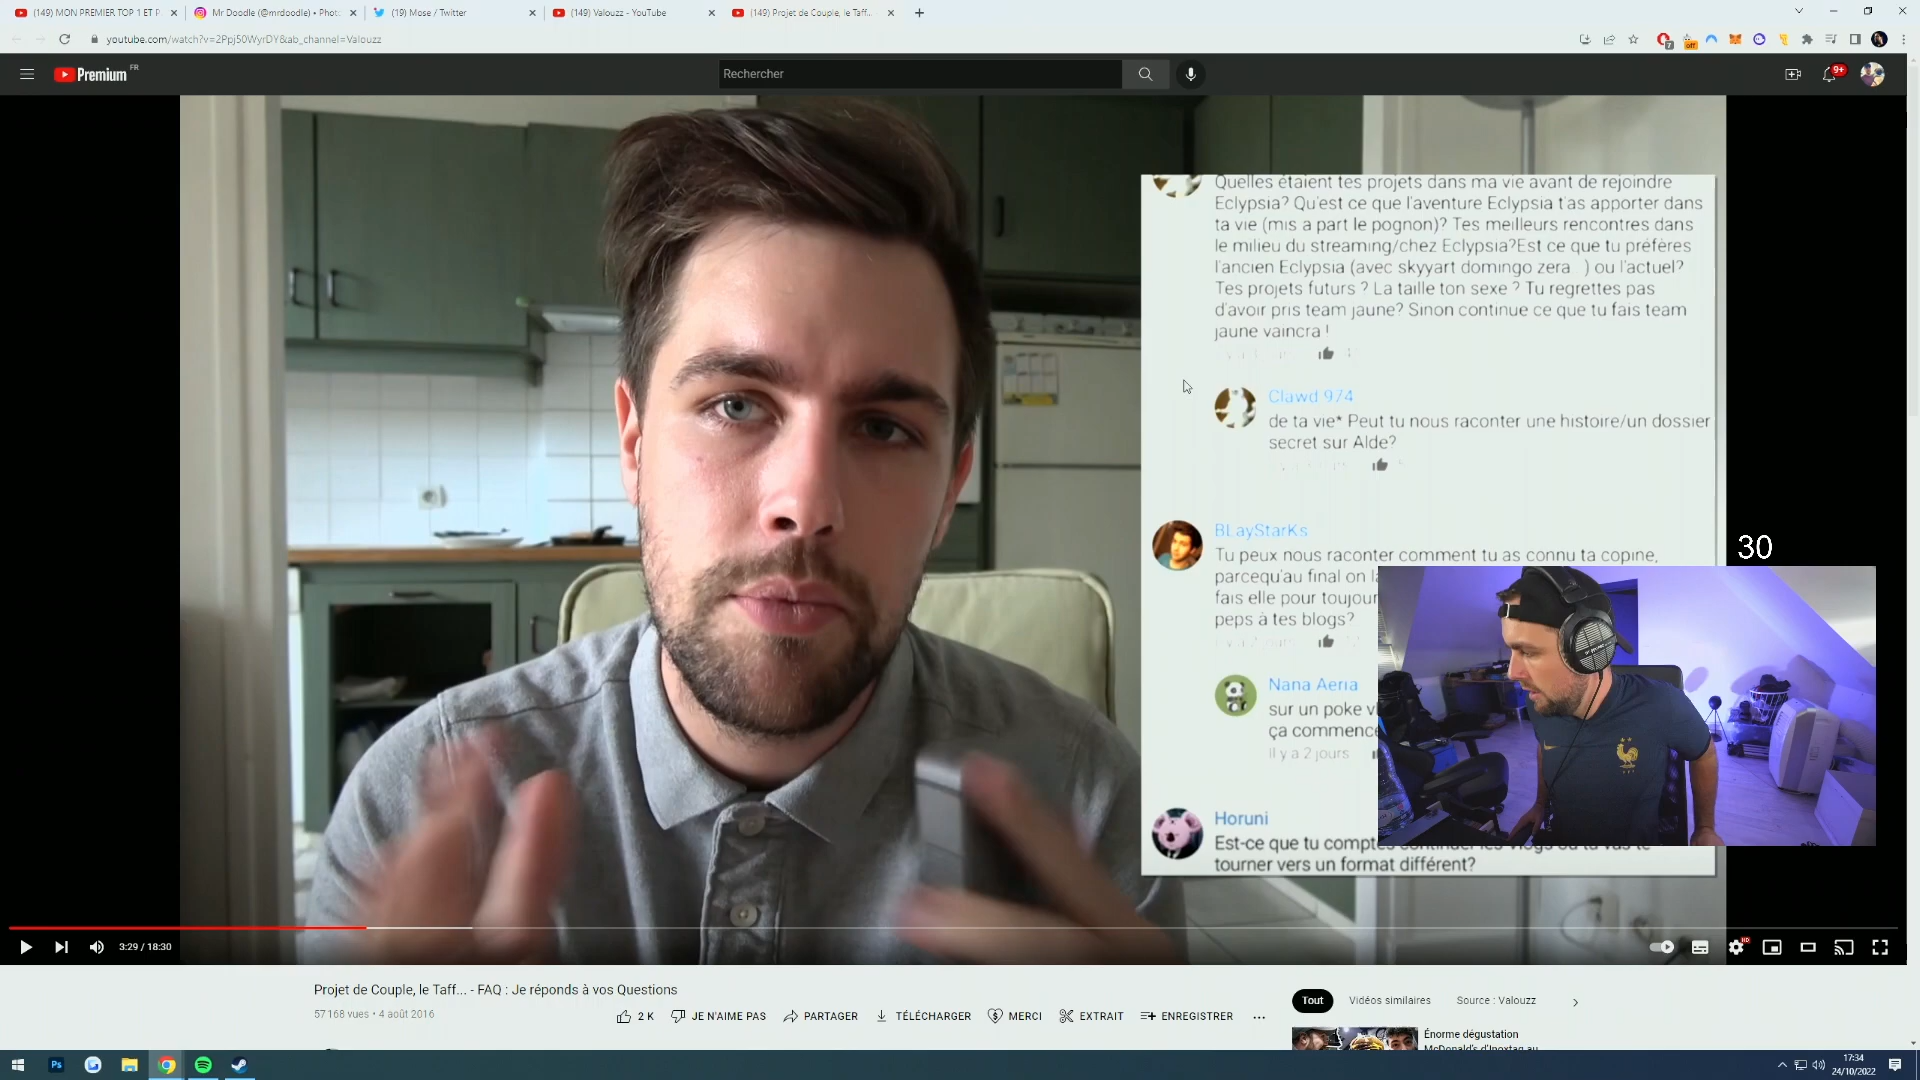 (149) MON PREMIER TOP 1 ET P
Mr Doodle (@mrdoodle) • Phot
(19) Mose / Twitter
(149) Valouzz - YouTube
(149) Projet de Couple, le Taff...
youtube.com/watch?v=2Ppj50WyrDY&ab_channel=Valouzz
7
off
Premium
FR
Rechercher
9+
Quelles étaient tes projets dans ma vie avant de rejoindre
Eclypsia? Qu'est ce que l'aventure Eclypsia t'as apporter dans
ta vie (mis a part le pognon)? Tes meilleurs rencontres dans
le milieu du streaming/chez Eclypsia?Est ce que tu préfères
l'ancien Eclypsia (avec skyyart domingo zera ) ou l'actuel?
Tes projets futurs ? La taille ton sexe ? Tu regrettes pas
d'avoir pris team jaune? Sinon continue ce que tu fais team
jaune vaincra !
Clawd 974
de ta vie* Peut tu nous raconter une histoire/un dossier
secret sur Alde?
BLayStarKs
Tu peux nous raconter comment tu as connu ta copine,
parcequ'au final on
fais elle pour toujour
peps à tes blogs?
Nana Aeria
sur un poke
ça commence
Il y a 2 jours
Horuni
Est-ce que tu
tourner vers un format différent?
30
3:29 / 18:30
HD
Projet de Couple, le Taff... - FAQ : Je réponds à vos Questions
57 168 vues • 4 août 2016
2 K
JE N'AIME PAS
PARTAGER
TÉLÉCHARGER
MERCI
EXTRAIT
ENREGISTRER
Tout
Vidéos similaires
Source : Valouzz
Énorme dégustation
McDonald's d'Inoxtag au
Ps
17:34
24/10/2022